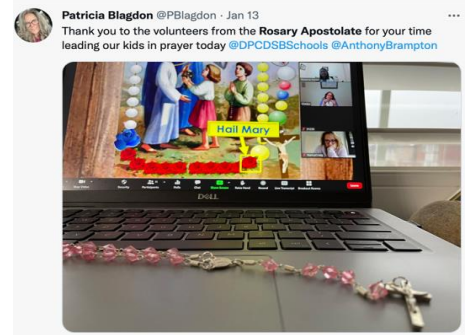 Patricia Blagdon @PBlagdon · Jan 13
Thank you to the volunteers from the Rosary Apostolate for your time
leading our kids in prayer today @DPCDSBSchools @AnthonyBrampton
Hail Mary
DELL